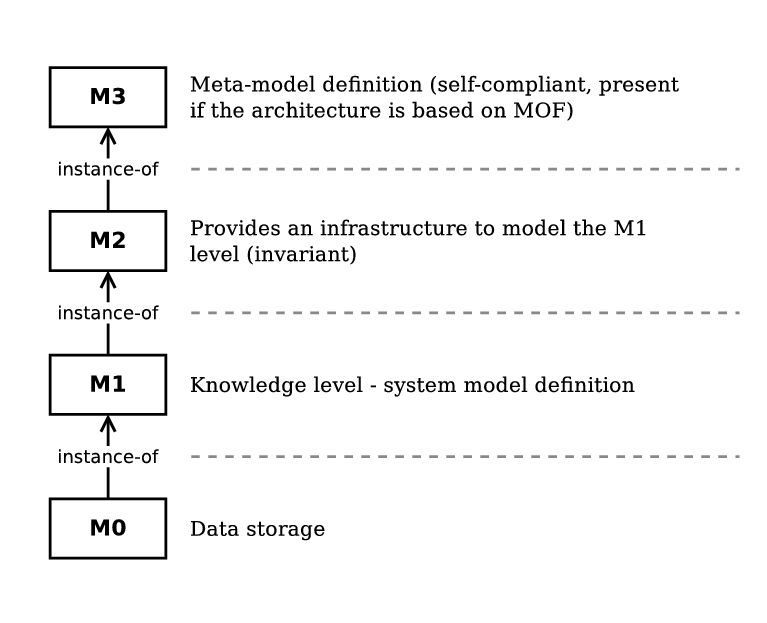 M3
Meta-model definition (self-compliant, present
if the architecture is based on MOF)
instance-of
M2
Provides an infrastructure to model the M1
level (invariant)
instance-of
M1
Knowledge level - system model definition
instance-of
M0
Data storage